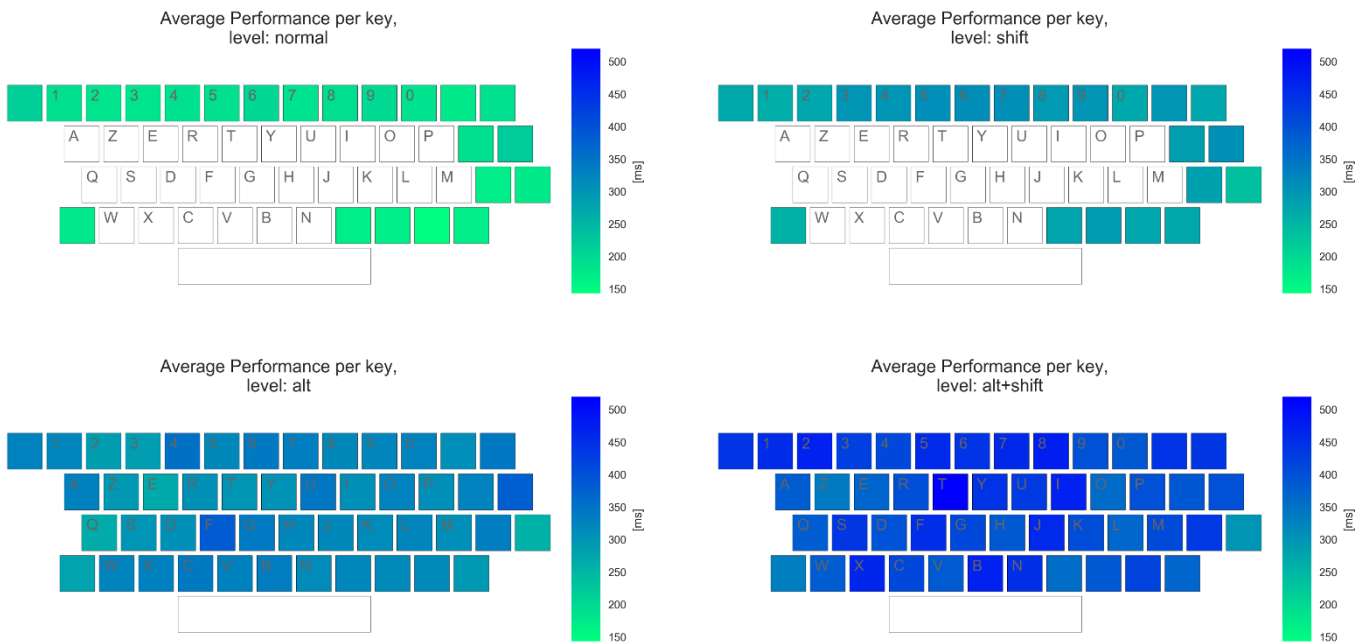 Average Performance per key,
level: normal
1 2 3 4 5 6 7 8 9 0
A Z E R T Y U I O P
Q S D F G H J K L M
W X C V B N
500
450
400
350
300
250
200
150
[ms]
Average Performance per key,
level: shift
1 2 3 4 5 6 7 8 9 0
A Z E R T Y U I O P
Q S D F G H J K L M
W X C V B N
500
450
400
350
300
250
200
150
[ms]
Average Performance per key,
level: alt
1 2 3 4 5 6 7 8 9 0
A Z E R T Y U I O P
Q S D F G H J K L M
W X C V B N
500
450
400
350
300
250
200
150
[ms]
Average Performance per key,
level: alt+shift
1 2 3 4 5 6 7 8 9 0
A Z E R T Y U I O P
Q S D F G H J K L M
W X C V B N
500
450
400
350
300
250
200
150
[ms]